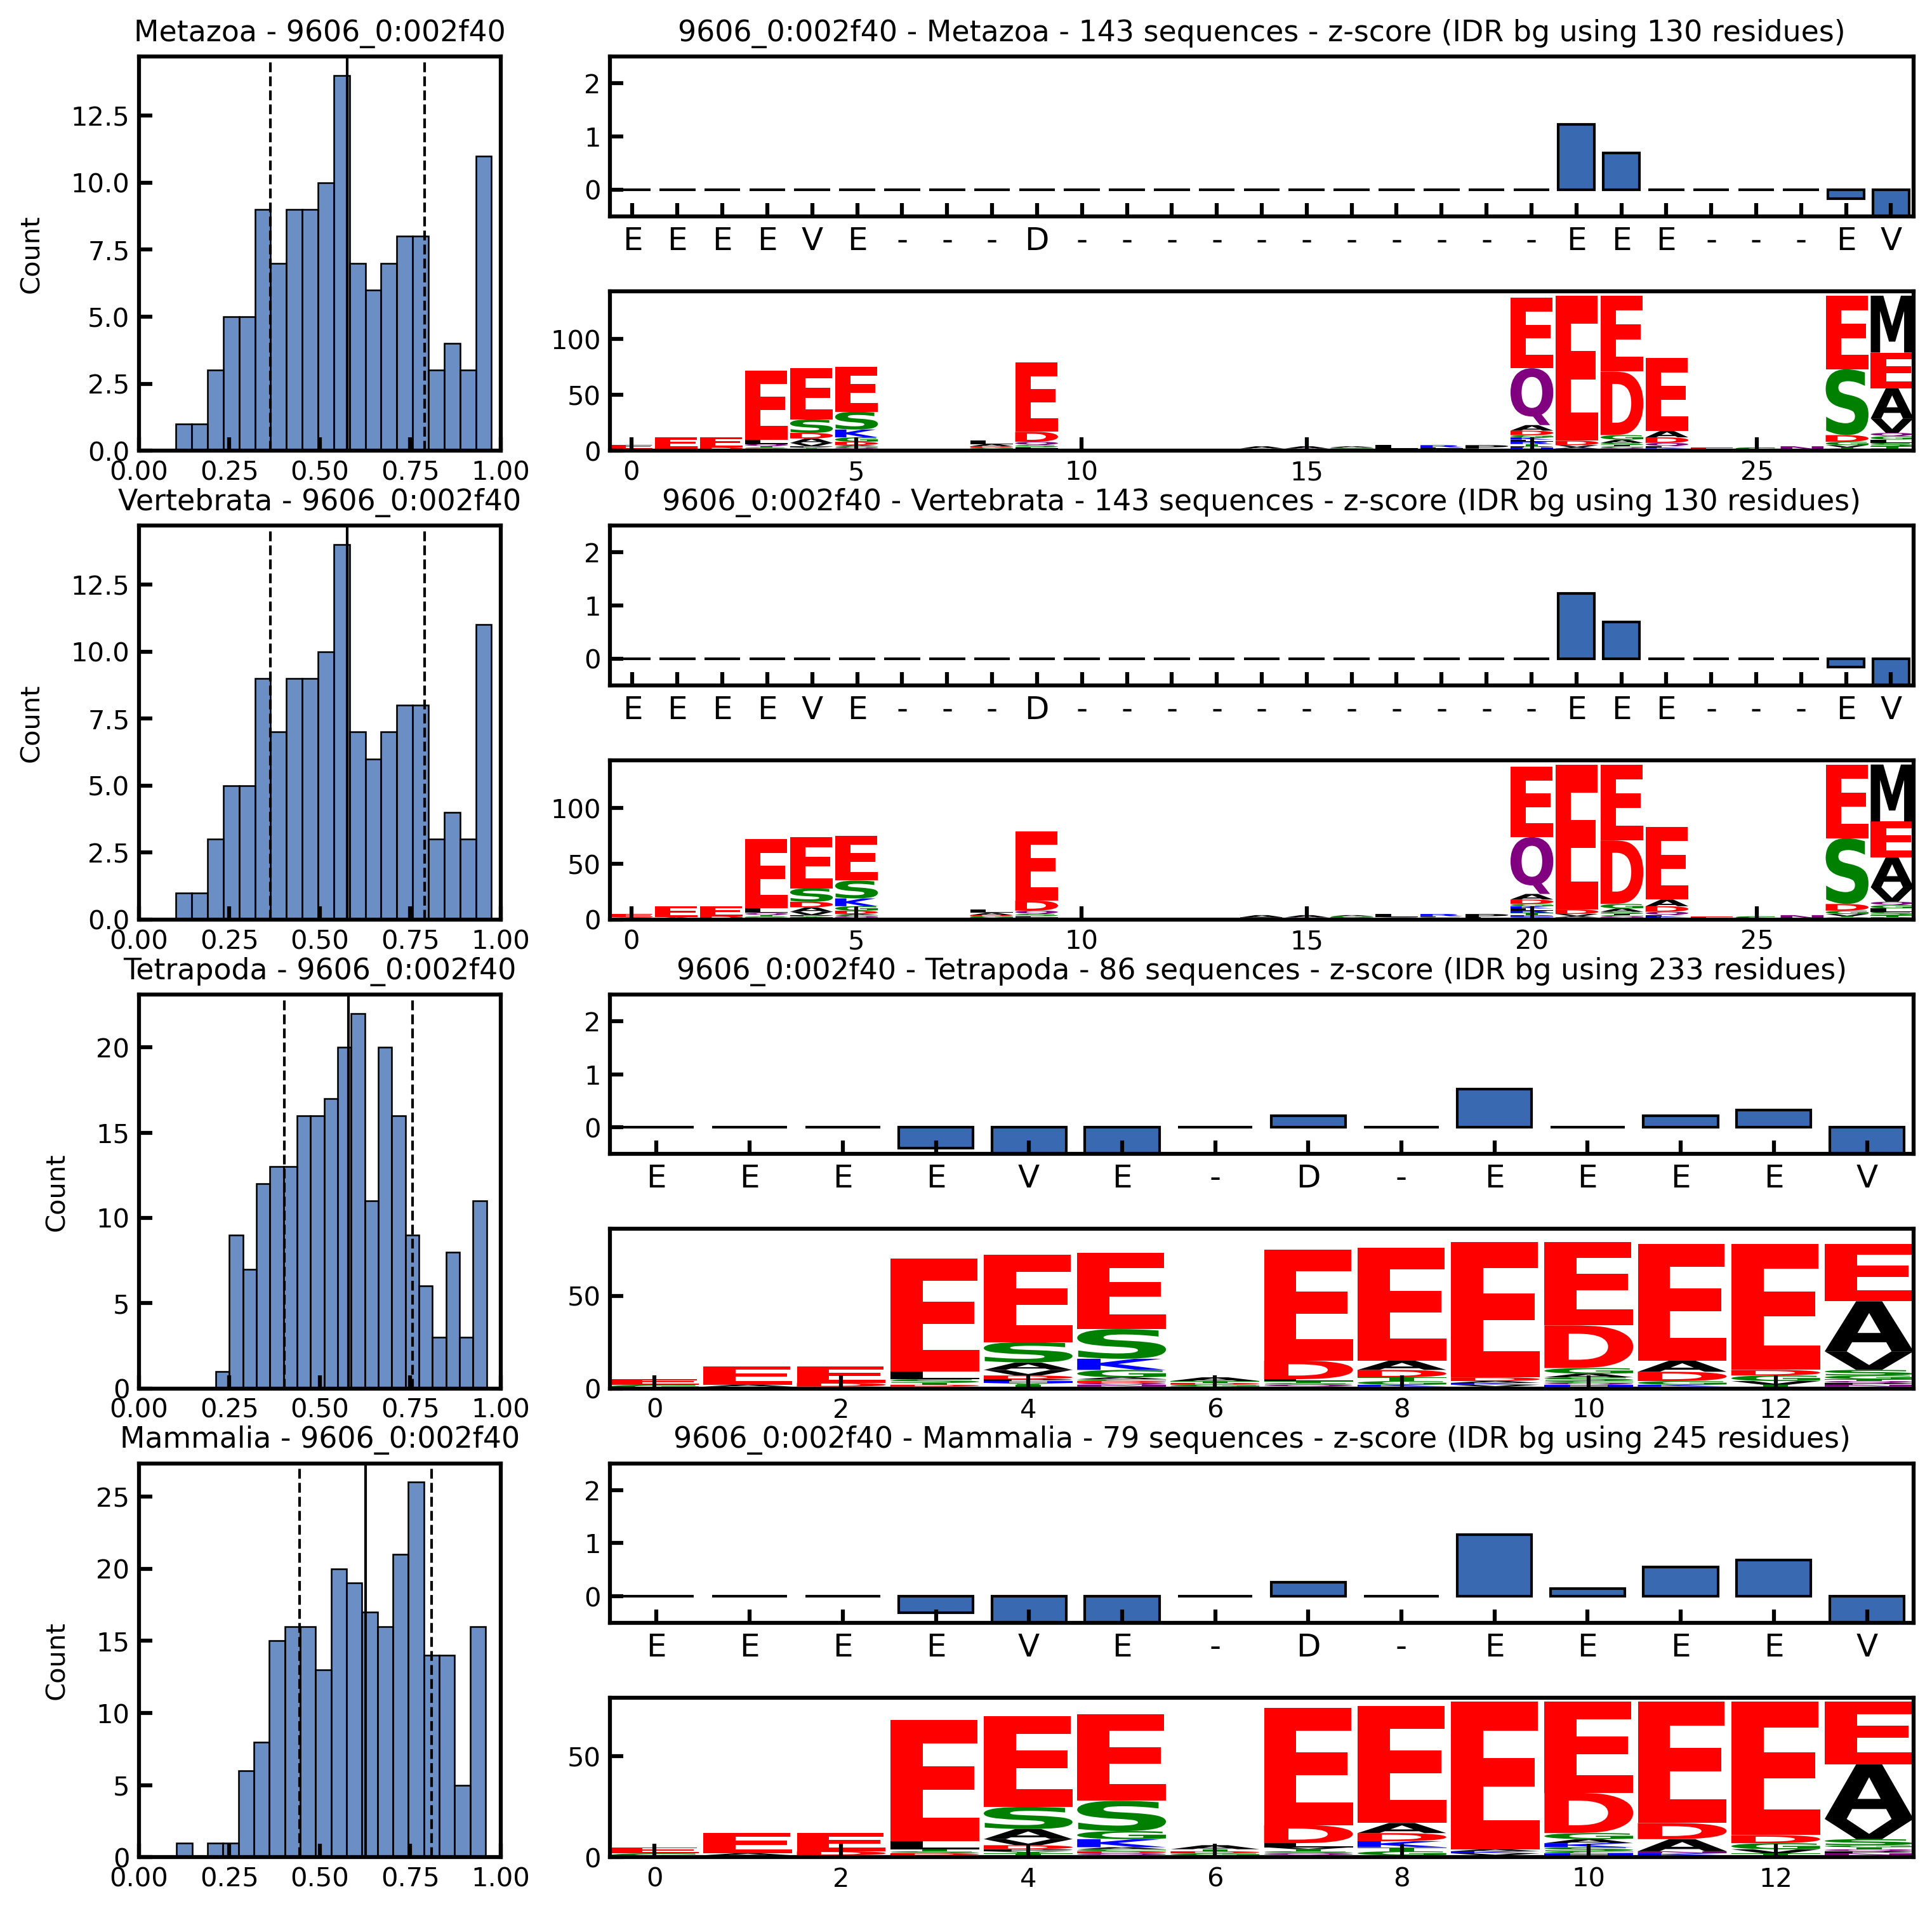 Metazoa - 9606_0:002f40
9606_0:002f40 - Metazoa - 143 sequences - z-score (IDR bg using 130 residues)
Count
0.0 2.5 5.0 7.5 10.0 12.5
0.00 0.25 0.50 0.75 1.00
2
1
0
E E E E V E - - - D - - - - - - - - - - - E E E - - - E V
100
50
0
E E E E E Q E E D E E S M E A
0 5 10 15 20 25
Vertebrata - 9606_0:002f40
9606_0:002f40 - Vertebrata - 143 sequences - z-score (IDR bg using 130 residues)
Count
0.0 2.5 5.0 7.5 10.0 12.5
0.00 0.25 0.50 0.75 1.00
2
1
0
E E E E V E - - - D - - - - - - - - - - - E E E - - - E V
100
50
0
E E E E E Q E E D E E S M E A
0 5 10 15 20 25
Tetrapoda - 9606_0:002f40
9606_0:002f40 - Tetrapoda - 86 sequences - z-score (IDR bg using 233 residues)
Count
0 5 10 15 20
0.00 0.25 0.50 0.75 1.00
2
1
0
E E E E V E - D - E E E E V
50
0
E E E S E S E D E E E D E E E A
0 2 4 6 8 10 12
Mammalia - 9606_0:002f40
9606_0:002f40 - Mammalia - 79 sequences - z-score (IDR bg using 245 residues)
Count
0 5 10 15 20 25
0.00 0.25 0.50 0.75 1.00
2
1
0
E E E E V E - D - E E E E V
50
0
E E E S E S E D E E E D E D E E A
0 2 4 6 8 10 12